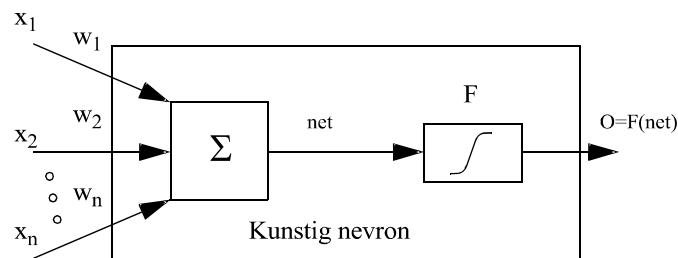 x1
w1
w2
x2
wn
xn
Σ
net
F
O=F(net)
Kunstig nevron